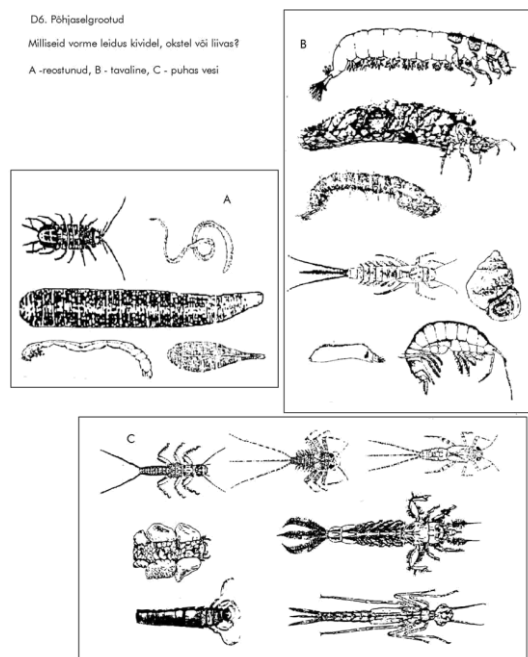 D6. Põhjaselgrootud
Milliseid vorme leidus kividel, okstel või liivas?
A -reostunud, B - tavaline, C - puhas vesi
B
A
C